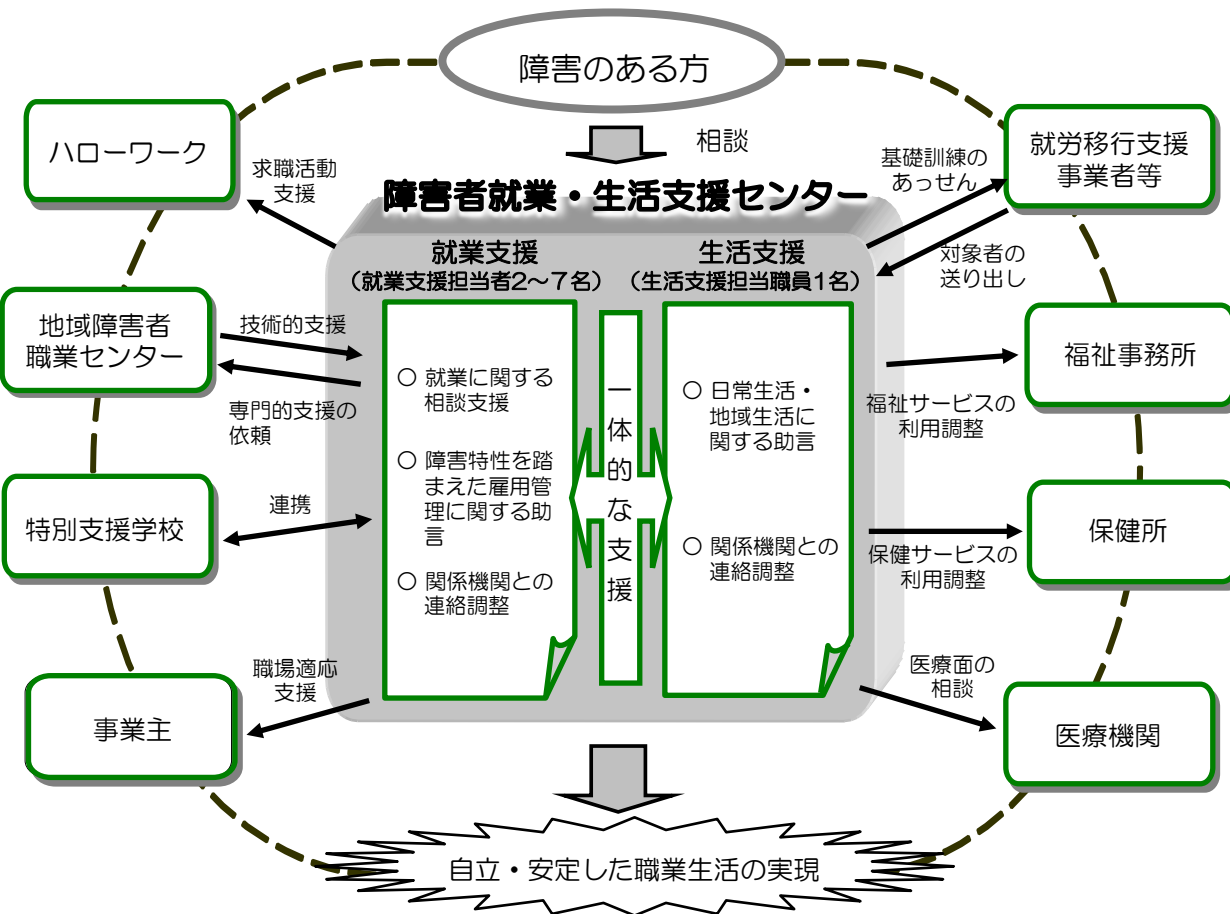 障害のある方
相談
ハローワーク
求職活動
支援
基礎訓練の
あっせん
就労移行支援
事業者等
障害者就業・生活支援センター
対象者の
送り出し
就業支援
(就業支援担当者2~7名)
生活支援
(生活支援担当職員1名)
地域障害者
職業センター
技術的支援
専門的支援の
依頼
○ 就業に関する
相談支援
○ 障害特性を踏
まえた雇用管
理に関する助
言
○ 関係機関との
連絡調整
一体的な支援
○ 日常生活・
地域生活に
関する助言
○ 関係機関との
連絡調整
福祉事務所
福祉サービスの
利用調整
特別支援学校
連携
保健所
保健サービスの
利用調整
職場適応
支援
事業主
医療面の
相談
医療機関
自立・安定した職業生活の実現